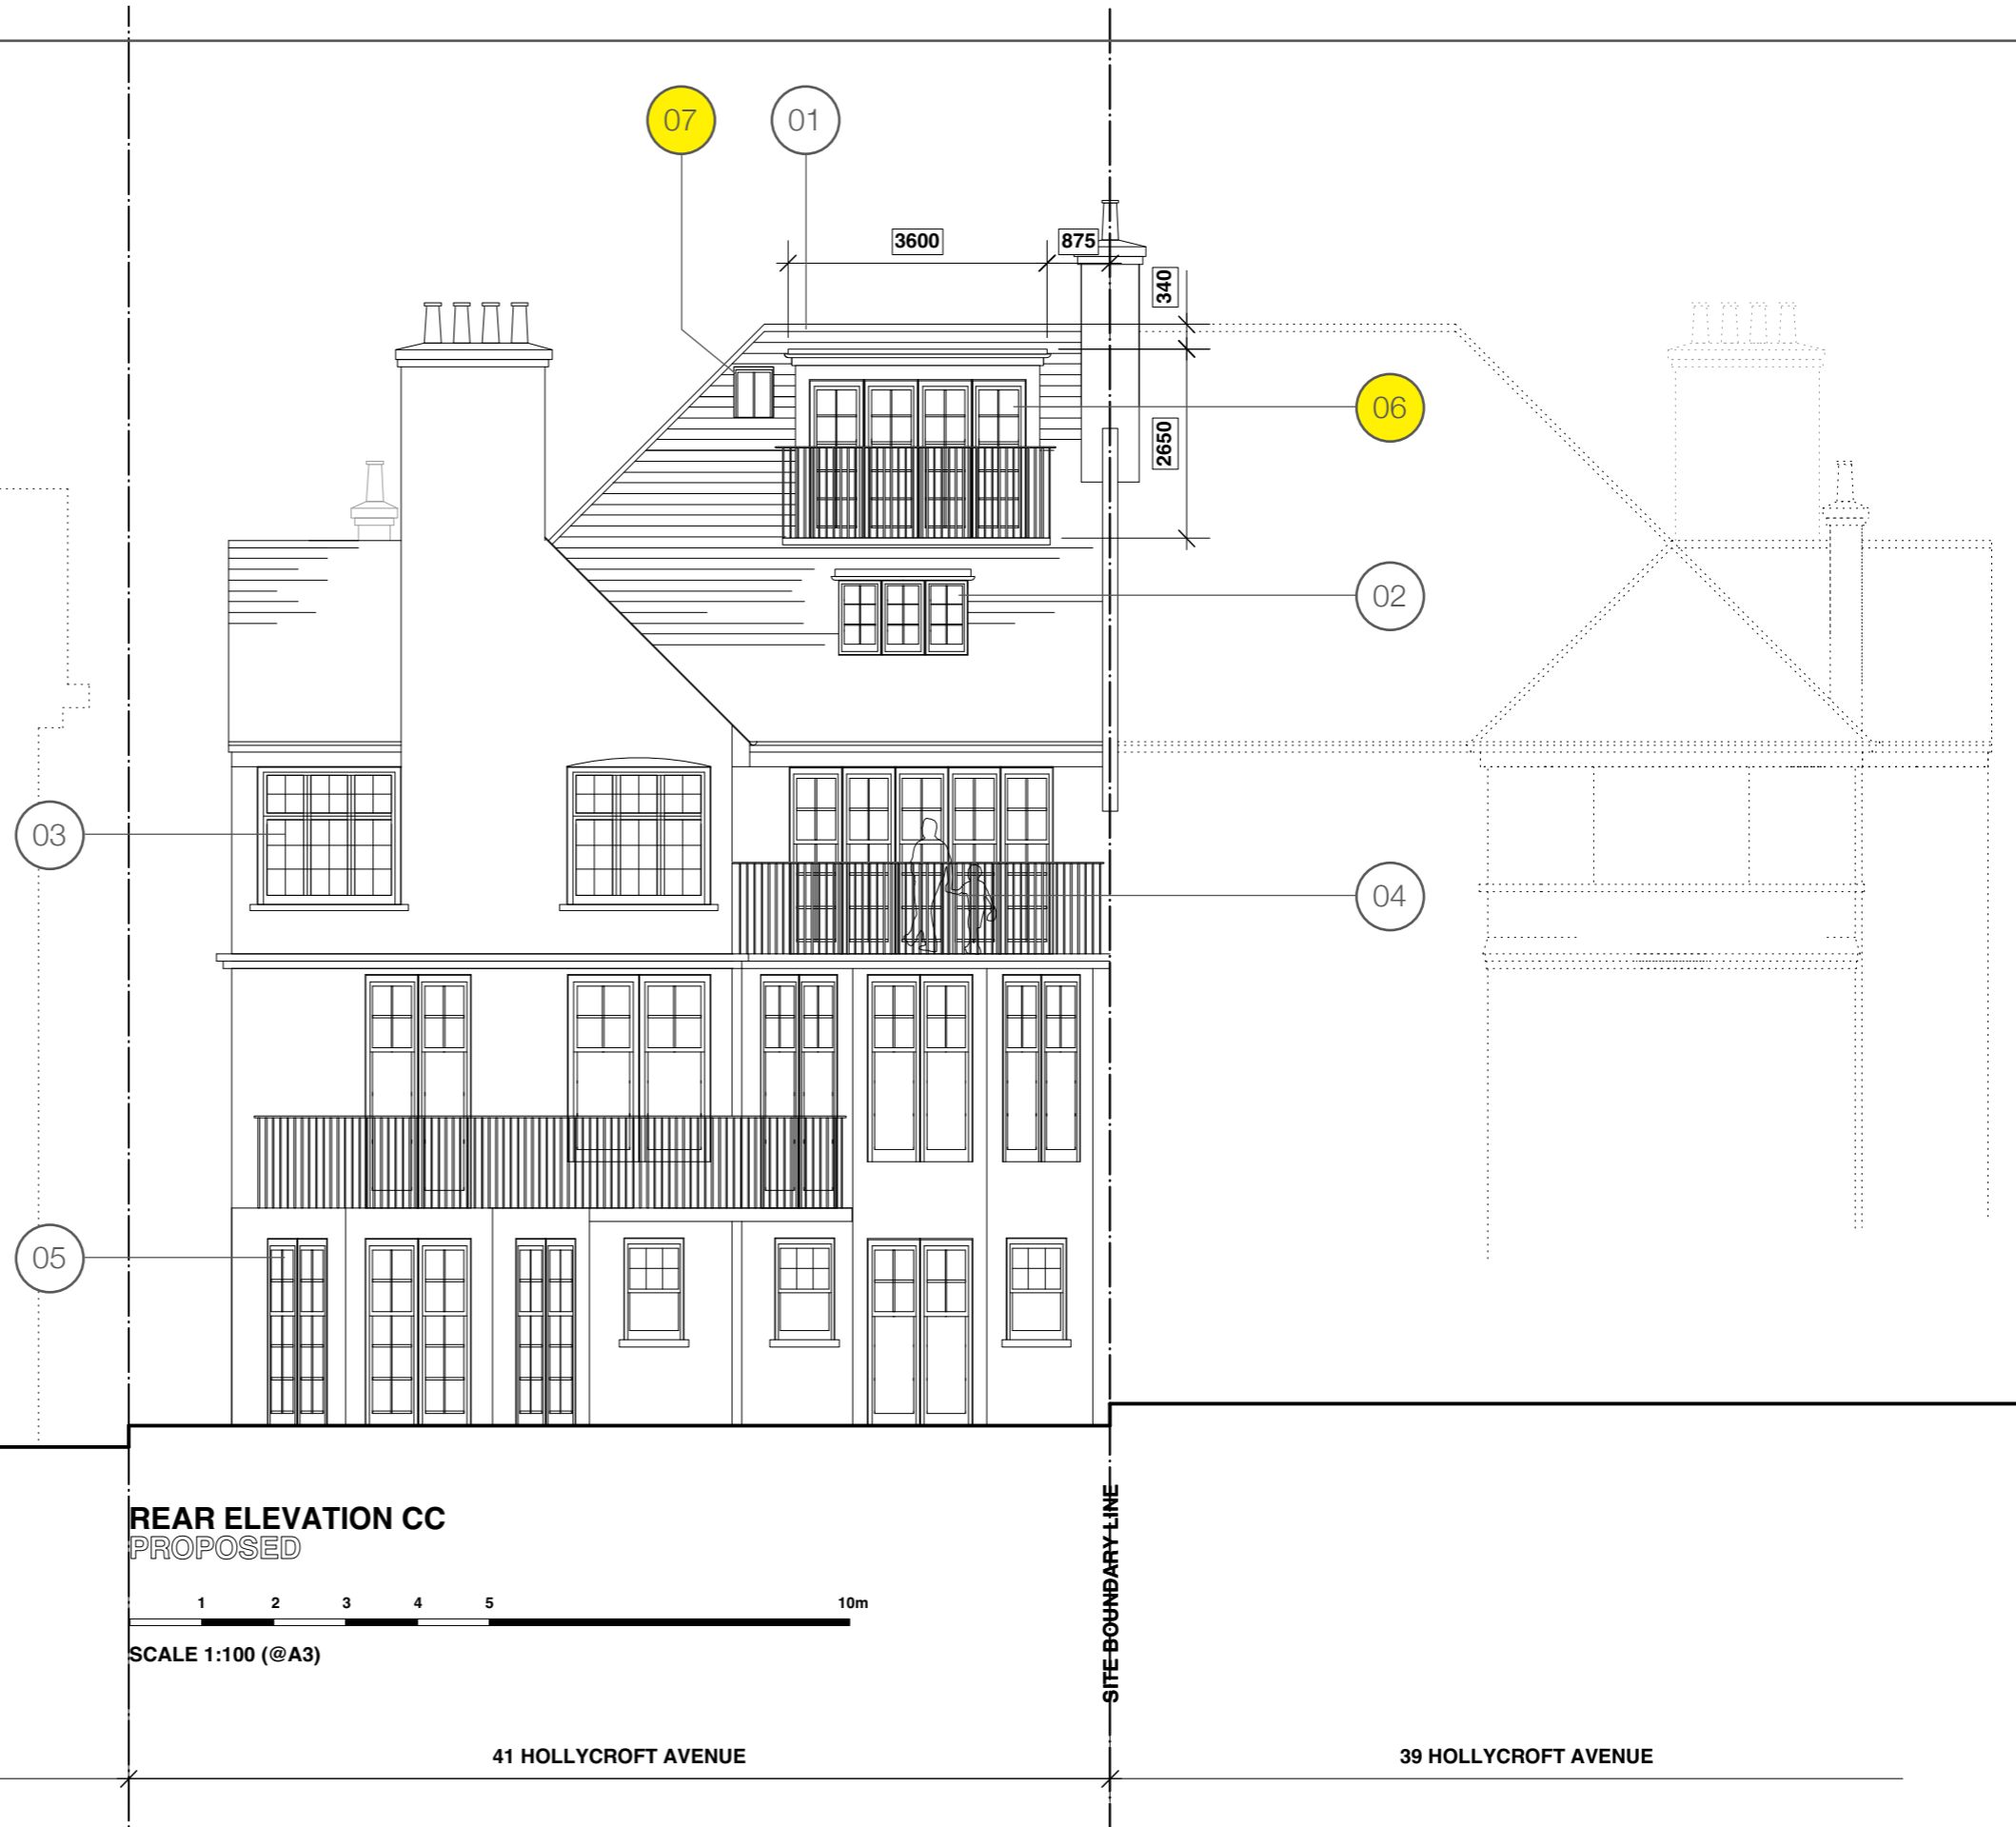 07
01
3600
875
340
06
2650
02
03
04
05
REAR ELEVATION CC
PROPOSED
1 2 3 4 5 10m
SCALE 1:100 (@A3)
SITE BOUNDARY LINE
41 HOLLYCROFT AVENUE
39 HOLLYCROFT AVENUE